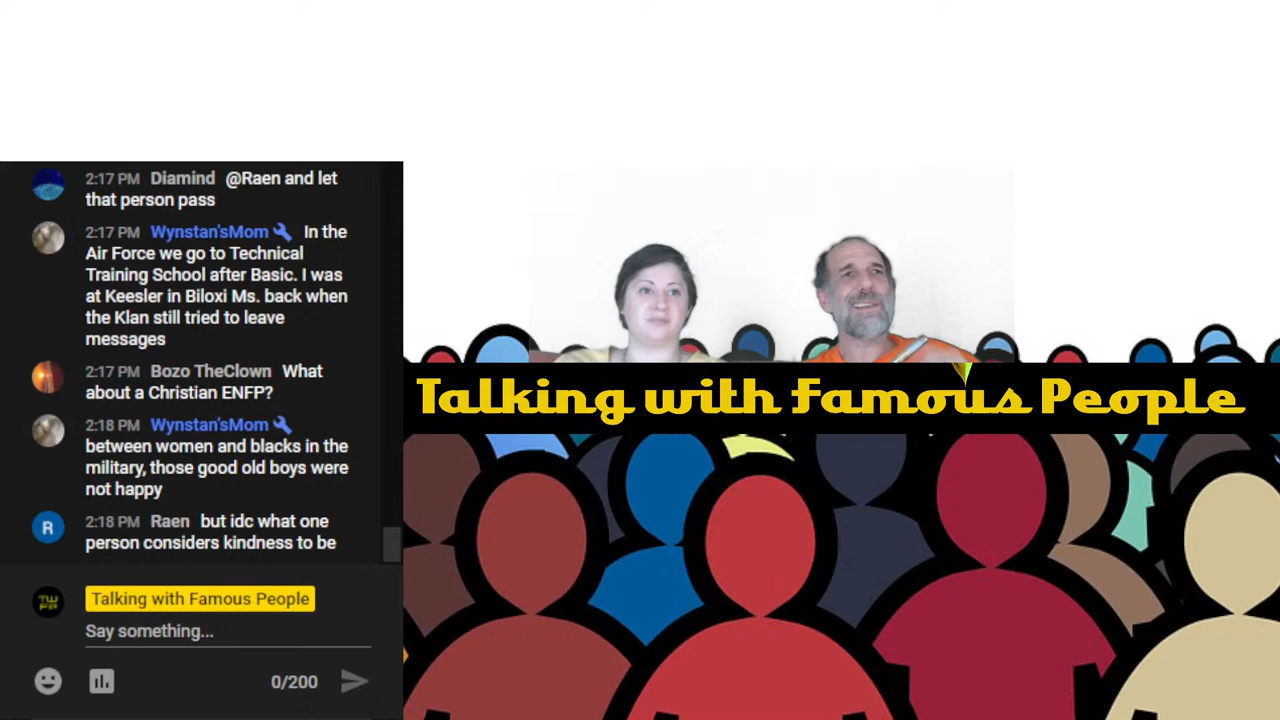 2:17 PM Diamind @Raen and let
that person pass
2:17 PM Wynstan'sMom In the
Air Force we go to Technical
Training School after Basic. I was
at Keesler in Biloxi Ms. back when
the Klan still tried to leave
messages
2:17 PM Bozo TheClown What
about a Christian ENFP?
2:18 PM Wynstan'sMom
between women and blacks in the
military, those good old boys were
not happy
R 2:18 PM Raen but idc what one
person considers kindness to be
TW
FP
Talking with Famous People
Say something...
0/200
Talking with Famous People